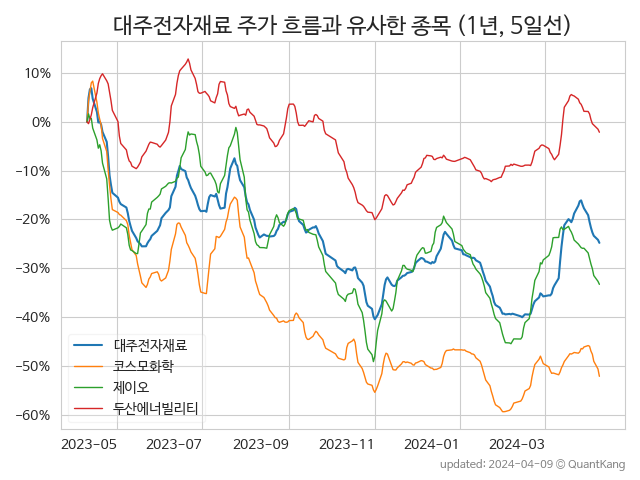 대주전자재료 주가 흐름과 유사한 종목 (1년, 5일선)
10%
0%
-10%
-20%
-30%
-40%
-50%
-60%
대주전자재료
코스모화학
제이오
두산에너빌리티
2023-05 2023-07 2023-09 2023-11 2024-01 2024-03
updated: 2024-04-09 © QuantKang